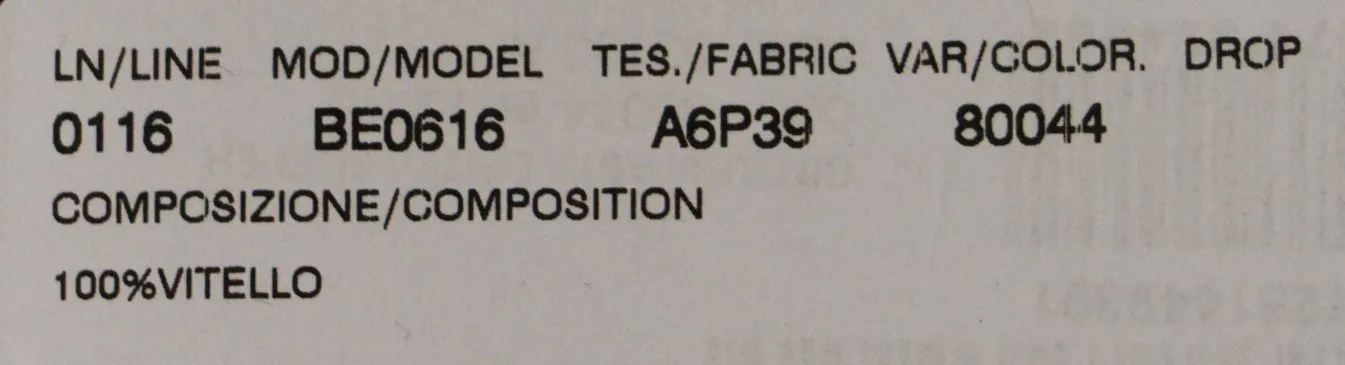 LN/LINE MOD/MODEL TES./FABRIC VAR/COLOR. DROP
0116 BE0616 A6P39 80044
COMPOSIZIONE/COMPOSITION
100%VITELLO